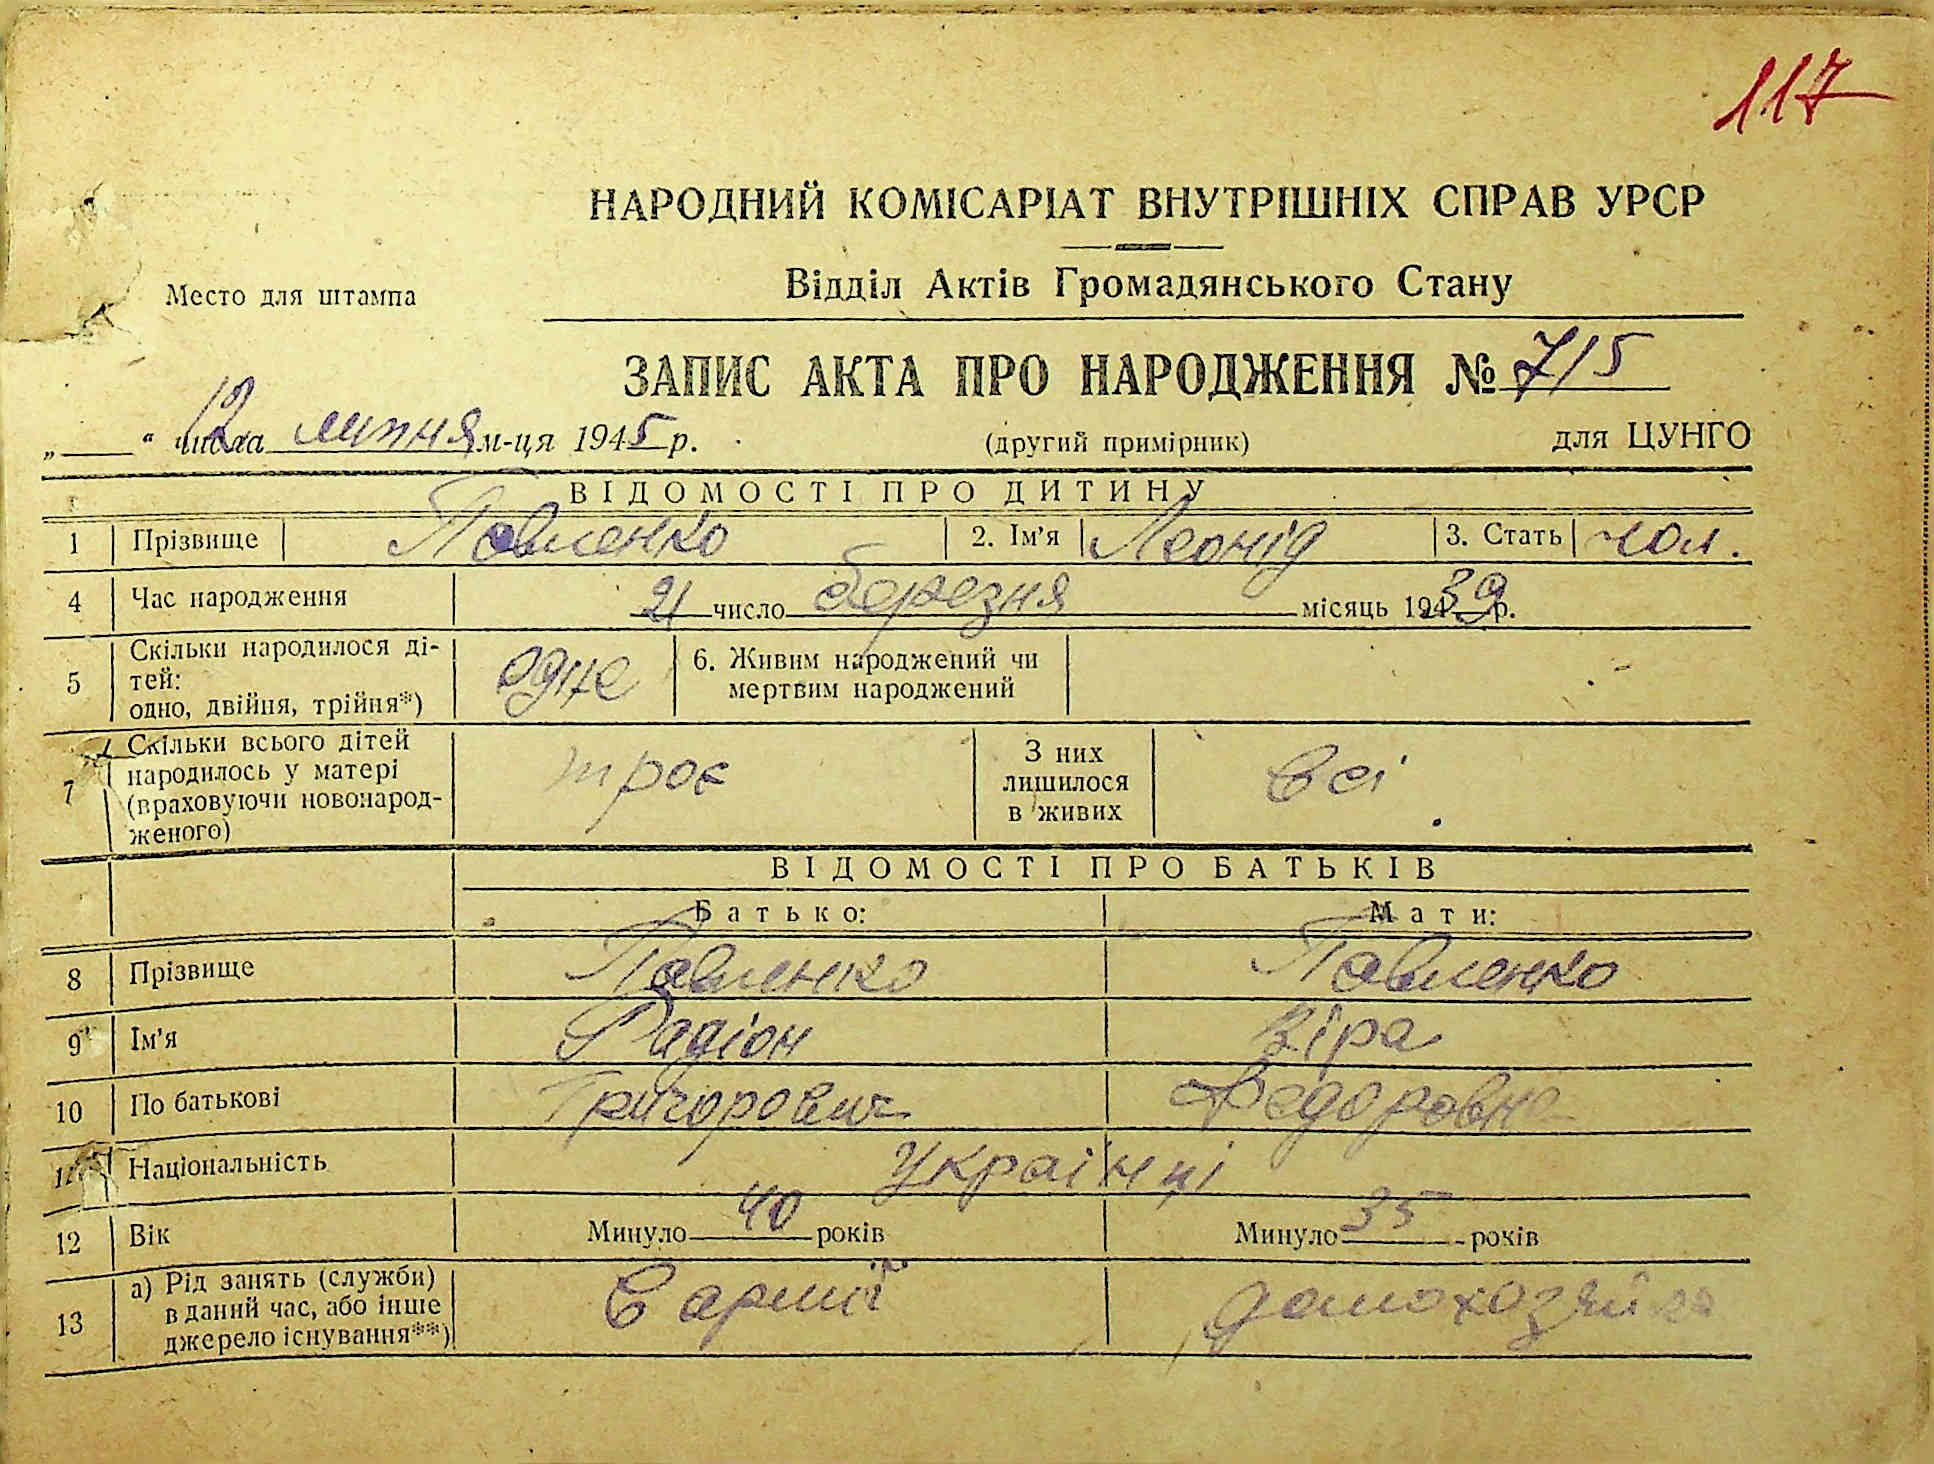 117
НАРОДНИЙ КОМІСАРІАТ ВНУТРІШНІХ СПРАВ УРСР
Відділ Актів Громадянського Стану
Место для штампа
ЗАПИС АКТА ПРО НАРОДЖЕННЯ № 715
„ “ 12 числа липня м-ця 1945 р. (другий примірник) для ЦУНГО
ВІДОМОСТІ ПРО ДИТИНУ
1 Прізвище Павленко 2. Ім'я Леонід 3. Стать чол.
4 Час народження 21 число березня місяць 1939 р.
5 Скільки народилося ді-
тей:
одно, двійня, трійня*) одне 6. Живим народжений чи
мертвим народжений
7 Скільки всього дітей
народилось у матері
(враховуючи новонарод-
женого) троє З них
лишилося
в живих всі
ВІДОМОСТІ ПРО БАТЬКІВ
Батько: Мати:
8 Прізвище Павленко Павленко
9 Ім'я Радіон Віра
10 По батькові Григорович Федоровна
11 Національність Українці
12 Вік Минуло 40 років Минуло 35 років
13 а) Рід занять (служби)
в даний час, або інше
джерело існування**) В армії домохозяйка